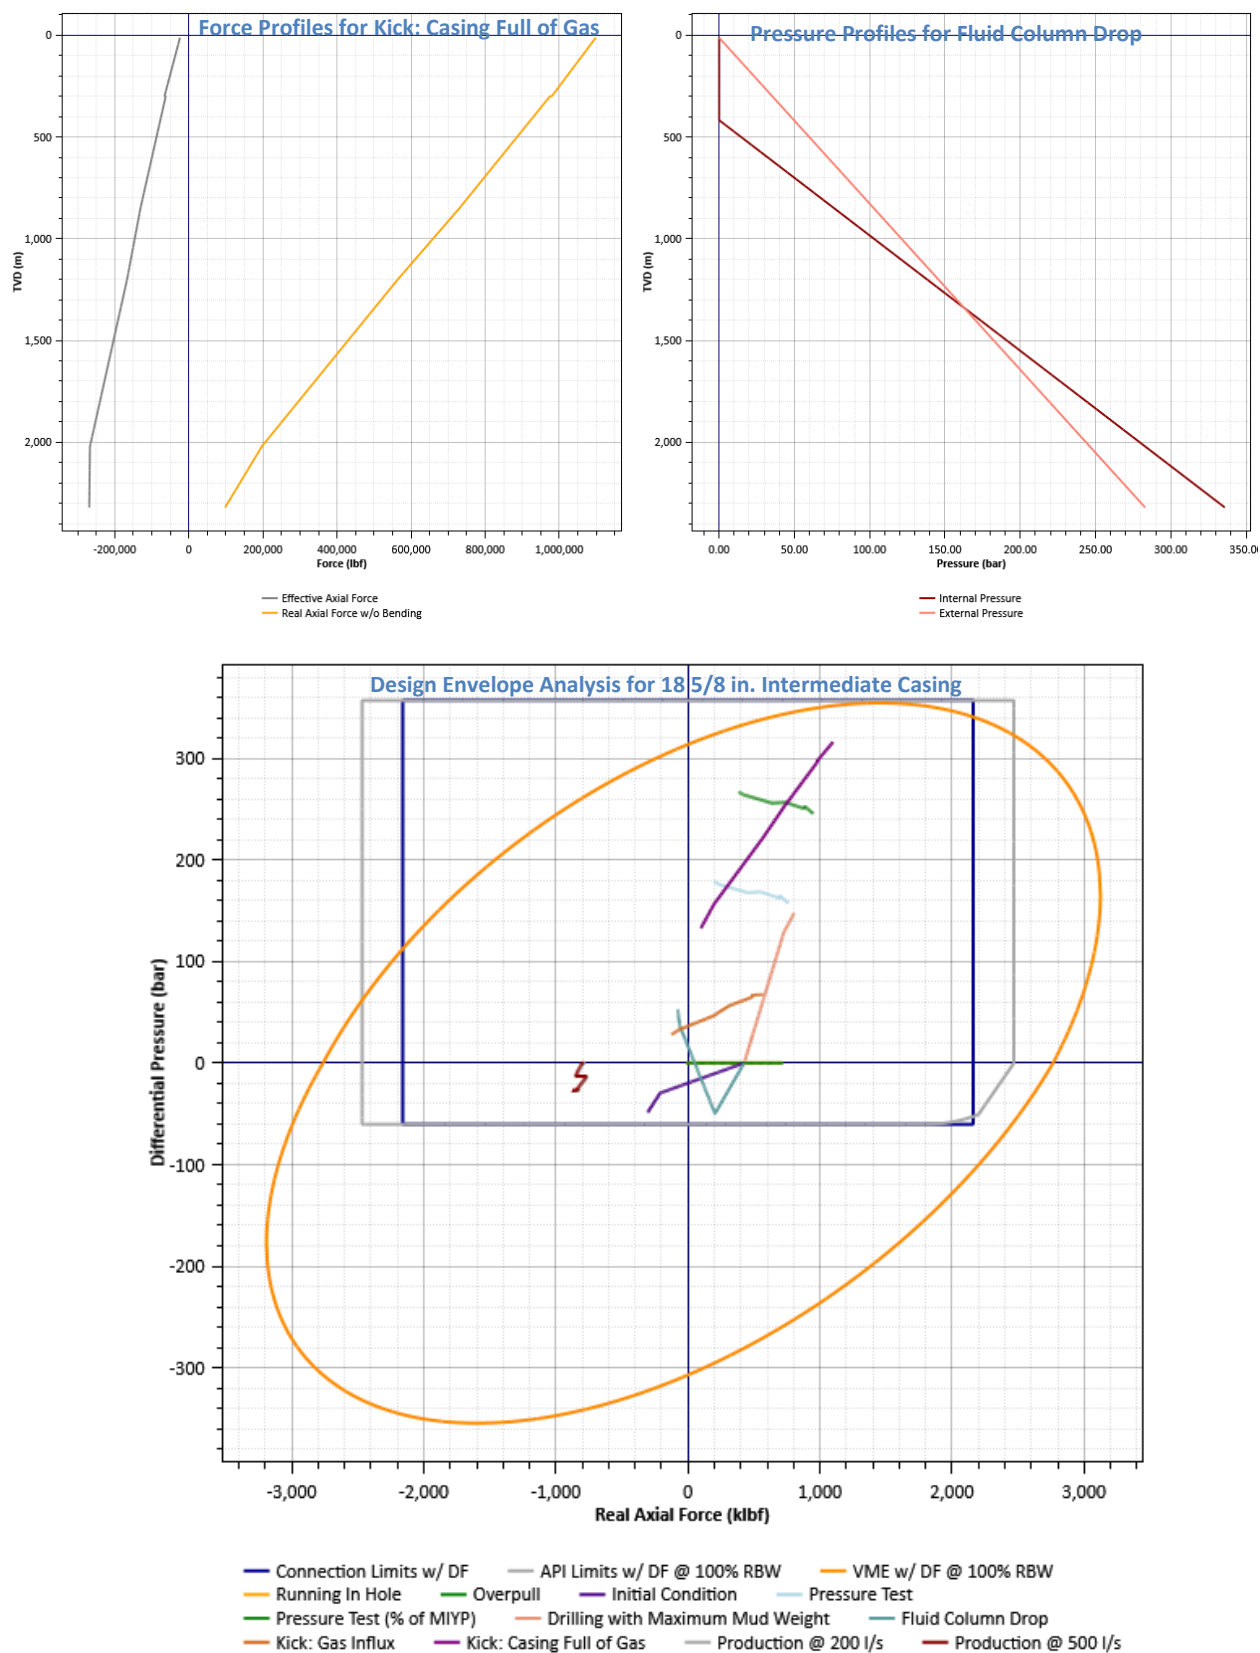 Force Profiles for Kick: Casing Full of Gas
0
500
1,000
1,500
2,000
TVD (m)
-200,000 0 200,000 400,000 600,000 800,000 1,000,000
Force (lbf)
Effective Axial Force
Real Axial Force w/o Bending
Pressure Profiles for Fluid Column Drop
0
500
1,000
1,500
2,000
TVD (m)
0.00 50.00 100.00 150.00 200.00 250.00 300.00 350.0
Pressure (bar)
Internal Pressure
External Pressure
Design Envelope Analysis for 18 5/8 in. Intermediate Casing
300
200
100
0
-100
-200
-300
Differential Pressure (bar)
-3,000 -2,000 -1,000 0 1,000 2,000 3,000
Real Axial Force (klbf)
Connection Limits w/ DF API Limits w/ DF @ 100% RBW VME w/ DF @ 100% RBW
Running In Hole Overpull Initial Condition Pressure Test
Pressure Test (% of MIYP) Drilling with Maximum Mud Weight Fluid Column Drop
Kick: Gas Influx Kick: Casing Full of Gas Production @ 200 l/s Production @ 500 l/s